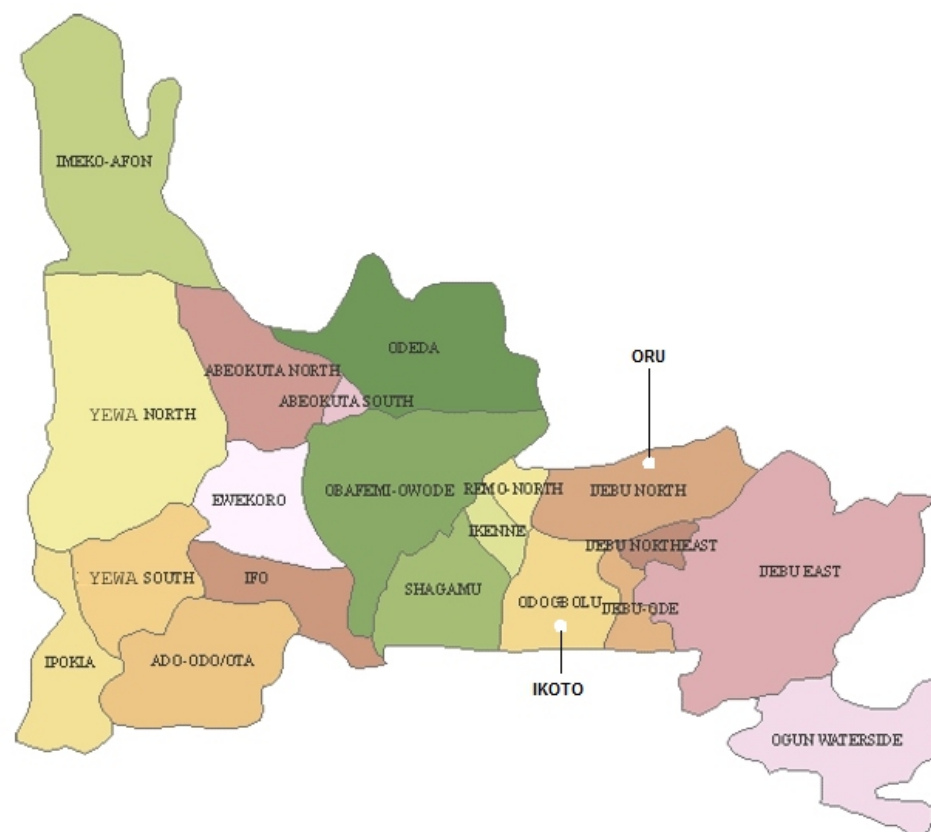 IMEKO-AFON
ODEDA
ORU
ABEOKUTA NORTH
ABEOKUTA SOUTH
YEWA NORTH
EWEKORO
OBAFEMI-OWODE
REMO-NORTH
IJEBU NORTH
IKENNE
IJEBU NORTHEAST
IJEBU EAST
YEWA SOUTH
IFO
SHAGAMU
ODOGBOLU
IJEBU-ODE
IPOKIA
ADO-ODO/OTA
IKOTO
OGUN WATERSIDE